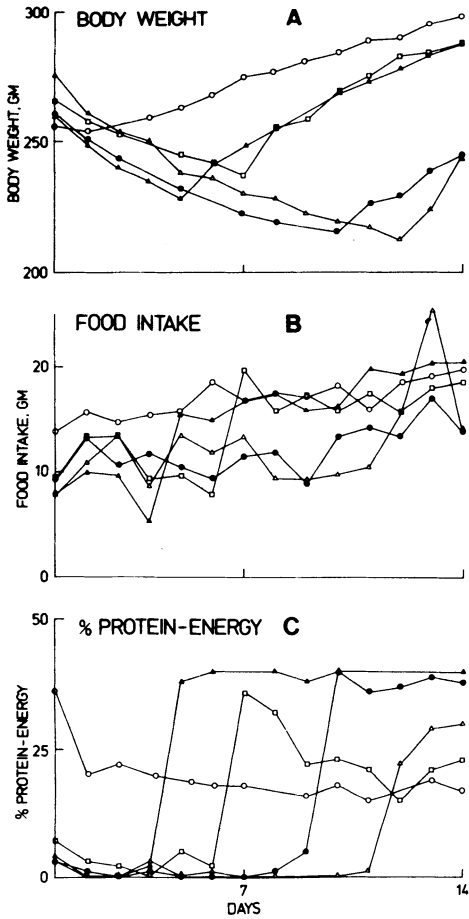 BODY WEIGHT A
BODY WEIGHT, GM
300
250
200
FOOD INTAKE B
FOOD INTAKE, GM
20
10
0
% PROTEIN-ENERGY C
% PROTEIN-ENERGY
50
25
0
7 14
DAYS